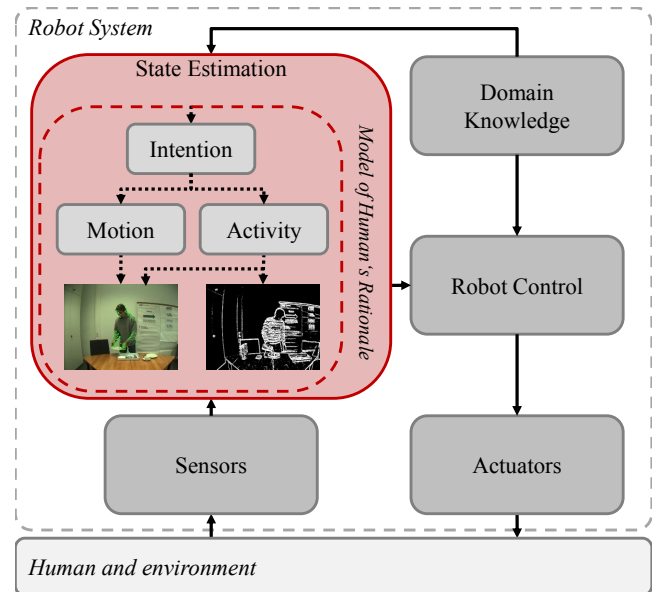 Robot System
State Estimation
Domain
Knowledge
Intention
Model of Human's Rationale
Motion
Activity
Robot Control
Sensors
Actuators
Human and environment